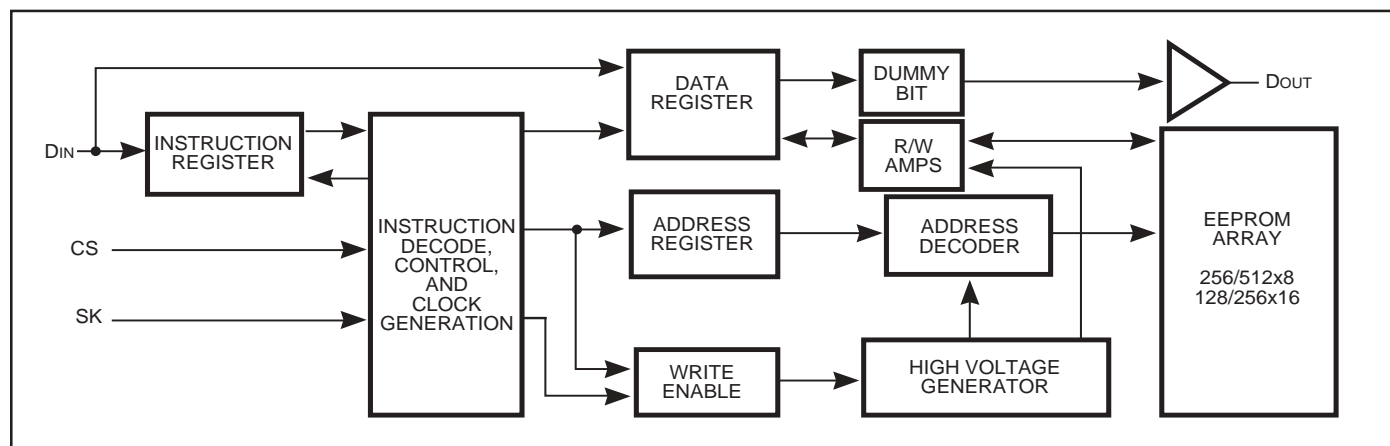 DATA
REGISTER
DUMMY
BIT
DOUT
DIN
INSTRUCTION
REGISTER
R/W
AMPS
CS
SK
INSTRUCTION
DECODE,
CONTROL,
AND
CLOCK
GENERATION
ADDRESS
REGISTER
ADDRESS
DECODER
EEPROM
ARRAY
256/512x8
128/256x16
WRITE
ENABLE
HIGH VOLTAGE
GENERATOR